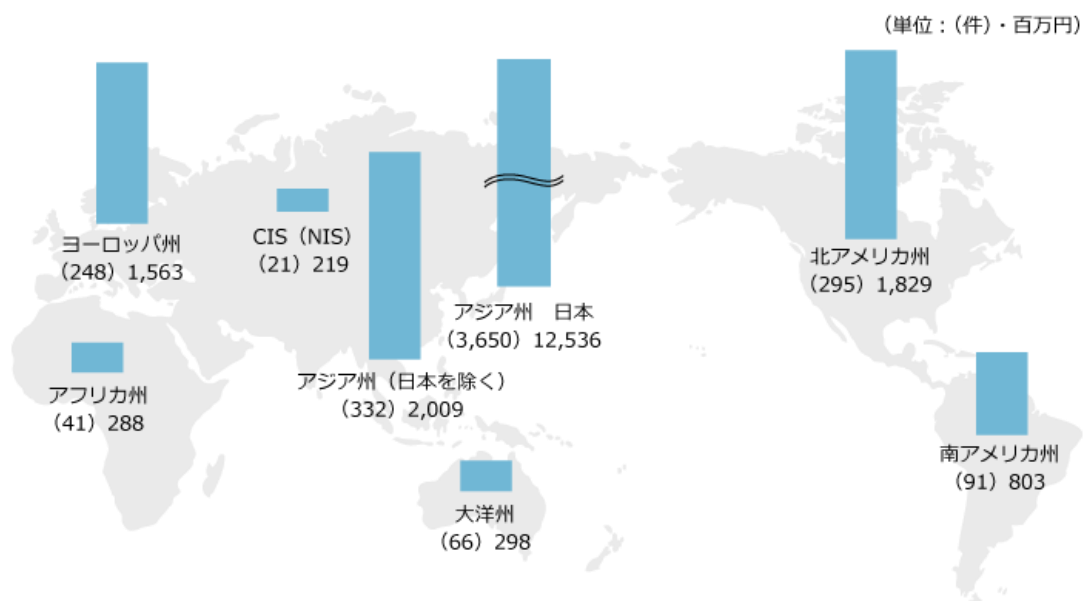 （単位：（件）・百万円）
ヨーロッパ州
（248）1,563
CIS（NIS）
（21）219
アジア州　日本
（3,650）12,536
北アメリカ州
（295）1,829
アフリカ州
（41）288
アジア州（日本を除く）
（332）2,009
南アメリカ州
（91）803
大洋州
（66）298